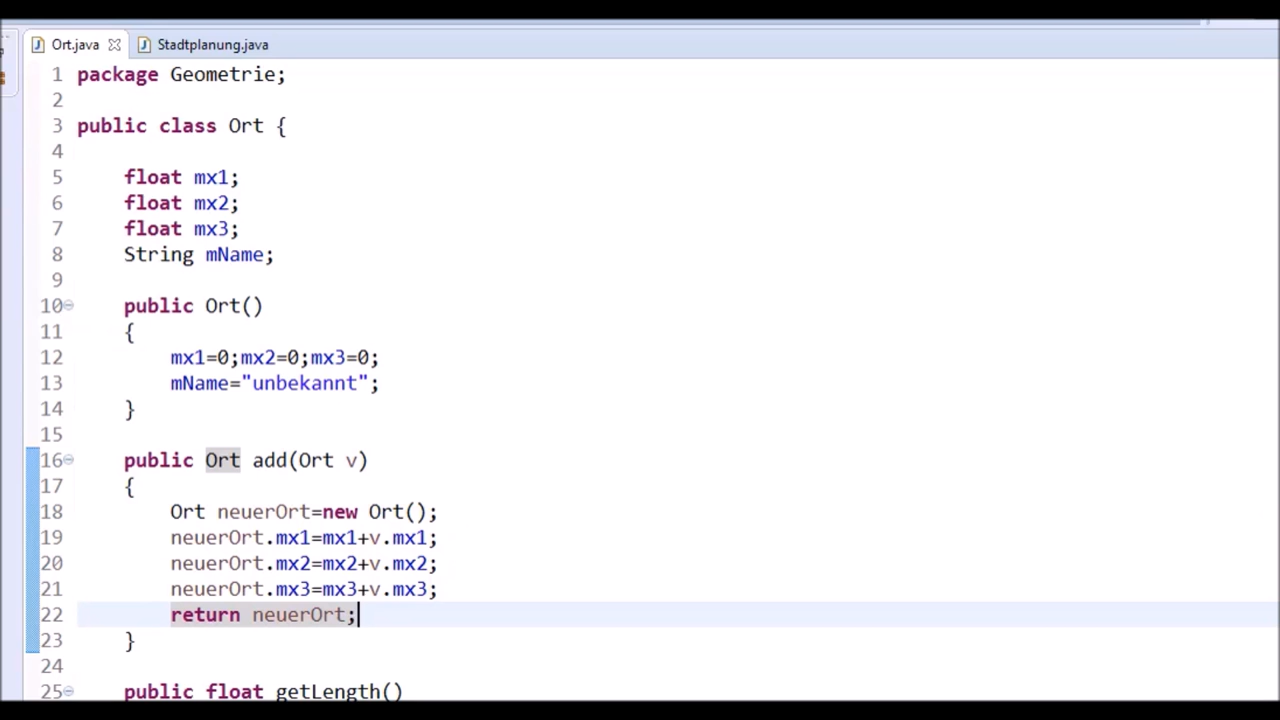 Ort.java Stadtplanung.java
1 package Geometrie;
2
3 public class Ort {
4
5 float mx1;
6 float mx2;
7 float mx3;
8 String mName;
9
10 public Ort()
11 {
12 mx1=0;mx2=0;mx3=0;
13 mName="unbekannt";
14 }
15
16 public Ort add(Ort v)
17 {
18 Ort neuerOrt=new Ort();
19 neuerOrt.mx1=mx1+v.mx1;
20 neuerOrt.mx2=mx2+v.mx2;
21 neuerOrt.mx3=mx3+v.mx3;
22 return neuerOrt;
23 }
24
25 public float getLength()